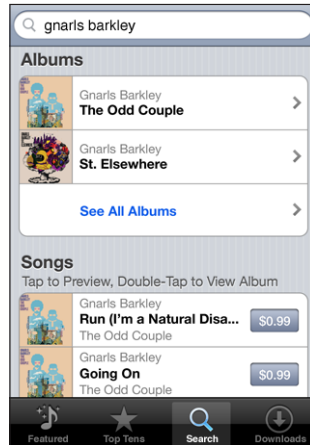 gnarls barkley
Albums
Gnarls Barkley
The Odd Couple
Gnarls Barkley
St. Elsewhere
See All Albums
Songs
Tap to Preview, Double-Tap to View Album
Gnarls Barkley
Run (I'm a Natural Disa...
$0.99
The Odd Couple
Gnarls Barkley
Going On
$0.99
The Odd Couple
Featured
Top Tens
Search
Downloads